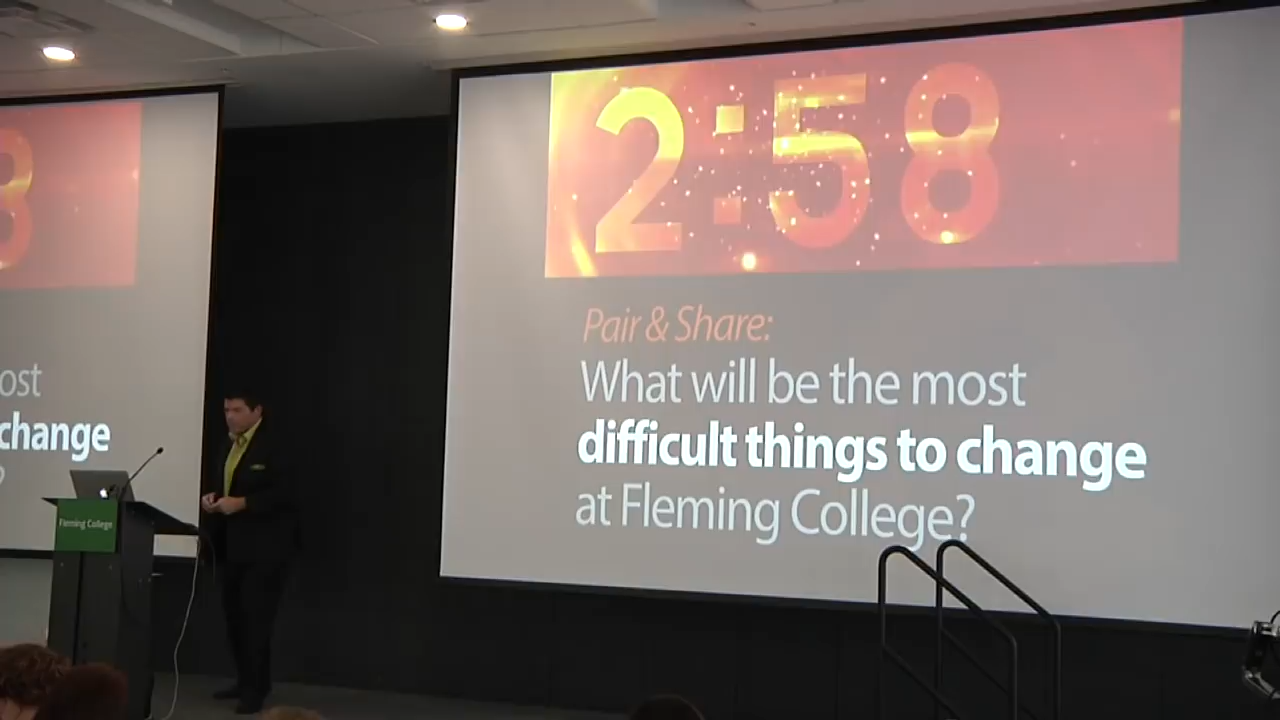 8
ost
change
?
Fleming College
2:58
Pair & Share:
What will be the most
difficult things to change
at Fleming College?